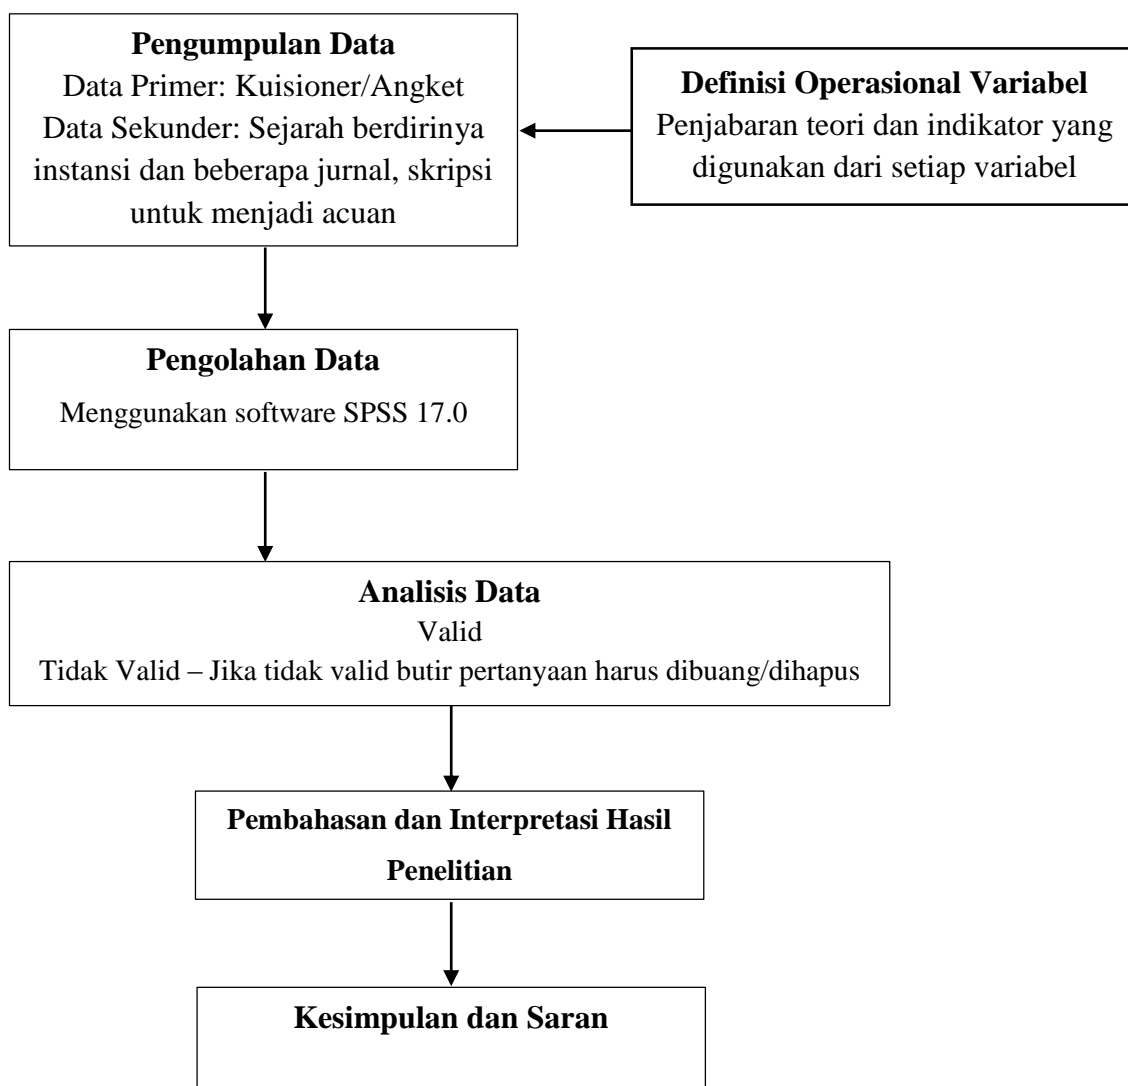 Pengumpulan Data
Data Primer: Kuisioner/Angket
Data Sekunder: Sejarah berdirinya
instansi dan beberapa jurnal, skripsi
untuk menjadi acuan
Definisi Operasional Variabel
Penjabaran teori dan indikator yang
digunakan dari setiap variabel
Pengolahan Data
Menggunakan software SPSS 17.0
Analisis Data
Valid
Tidak Valid – Jika tidak valid butir pertanyaan harus dibuang/dihapus
Pembahasan dan Interpretasi Hasil
Penelitian
Kesimpulan dan Saran